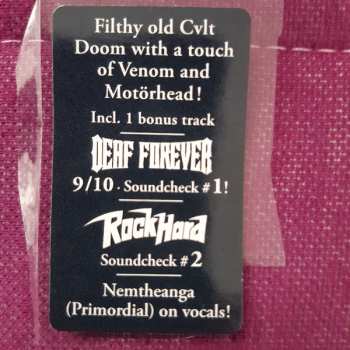 Filthy old Cvlt
Doom with a touch
of Venom and
Motörhead!
Incl. 1 bonus track
DEAF FOREVER
9/10 · Soundcheck #1!
RockHard
Soundcheck #2
Nemtheanga
(Primordial) on vocals!